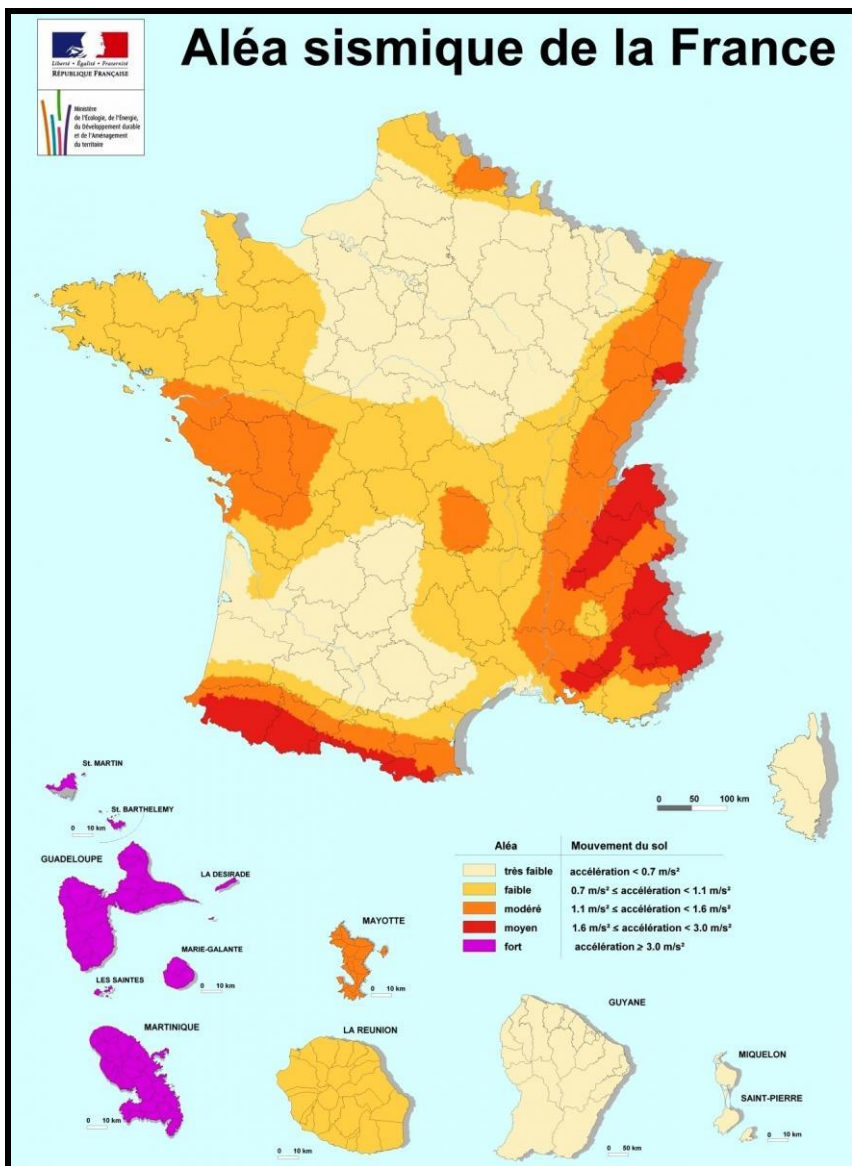 Aléa sismique de la France
Liberté • Égalité • Fraternité
RÉPUBLIQUE FRANÇAISE
Ministère
de l'Écologie, de l'Énergie,
du Développement durable
et de l'Aménagement
du territoire
0 50 100 km
St. MARTIN
St. BARTHELEMY
0 10 km
GUADELOUPE
LA DESIRADE
MARIE-GALANTE
0 10 km
LES SAINTES
0 10 km
MARTINIQUE
0 10 km
MAYOTTE
0 10 km
LA REUNION
0 10 km
GUYANE
0 50 km
MIQUELON
SAINT-PIERRE
0 10 km
Aléa Mouvement du sol
très faible accélération < 0.7 m/s²
faible 0.7 m/s² ≤ accélération < 1.1 m/s²
modéré 1.1 m/s² ≤ accélération < 1.6 m/s²
moyen 1.6 m/s² ≤ accélération < 3.0 m/s²
fort accélération ≥ 3.0 m/s²